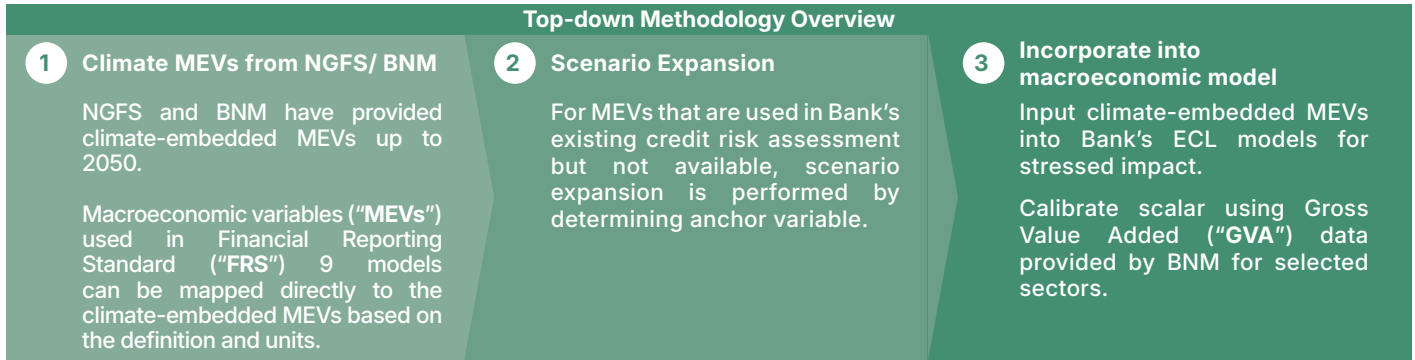 Top-down Methodology Overview
1
Climate MEVs from NGFS/ BNM
NGFS and BNM have provided
climate-embedded MEVs up to
2050.
Macroeconomic variables (“MEVs”)
used in Financial Reporting
Standard (“FRS”) 9 models
can be mapped directly to the
climate-embedded MEVs based on
the definition and units.
2
Scenario Expansion
For MEVs that are used in Bank’s
existing credit risk assessment
but not available, scenario
expansion is performed by
determining anchor variable.
3
Incorporate into
macroeconomic model
Input climate-embedded MEVs
into Bank’s ECL models for
stressed impact.
Calibrate scalar using Gross
Value Added (“GVA”) data
provided by BNM for selected
sectors.